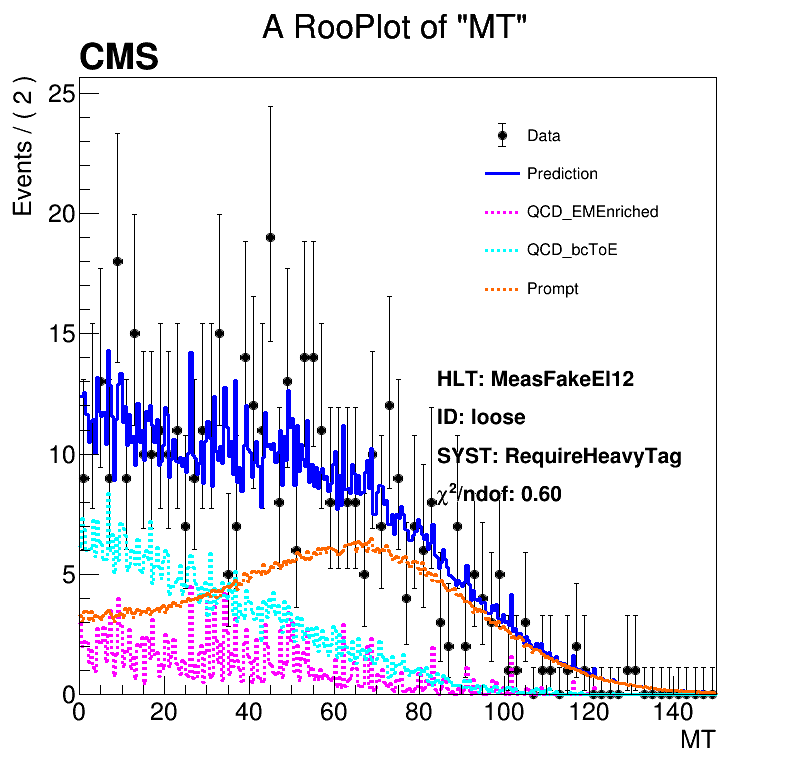 A RooPlot of "MT"
CMS
Events / ( 2 )
25
20
15
10
5
0
Data
Prediction
QCD_EMEnriched
QCD_bcToE
Prompt
HLT: MeasFakeEl12
ID: loose
SYST: RequireHeavyTag
χ²/ndof: 0.60
0 20 40 60 80 100 120 140
MT